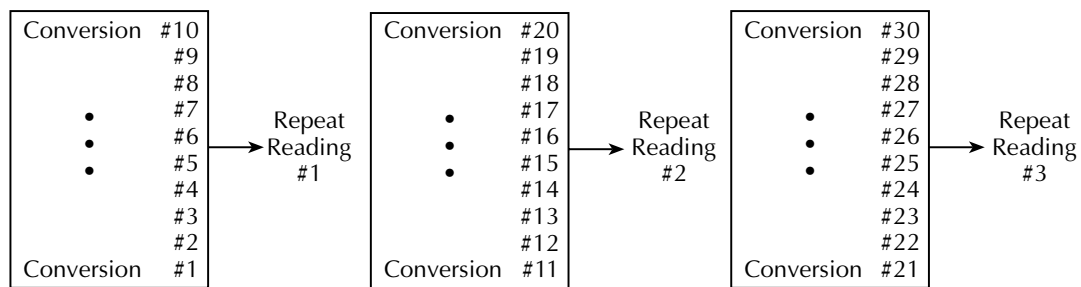 Conversion #10
#9
#8
#7
#6
#5
#4
#3
#2
Conversion #1
Repeat
Reading
#1
Conversion #20
#19
#18
#17
#16
#15
#14
#13
#12
Conversion #11
Repeat
Reading
#2
Conversion #30
#29
#28
#27
#26
#25
#24
#23
#22
Conversion #21
Repeat
Reading
#3